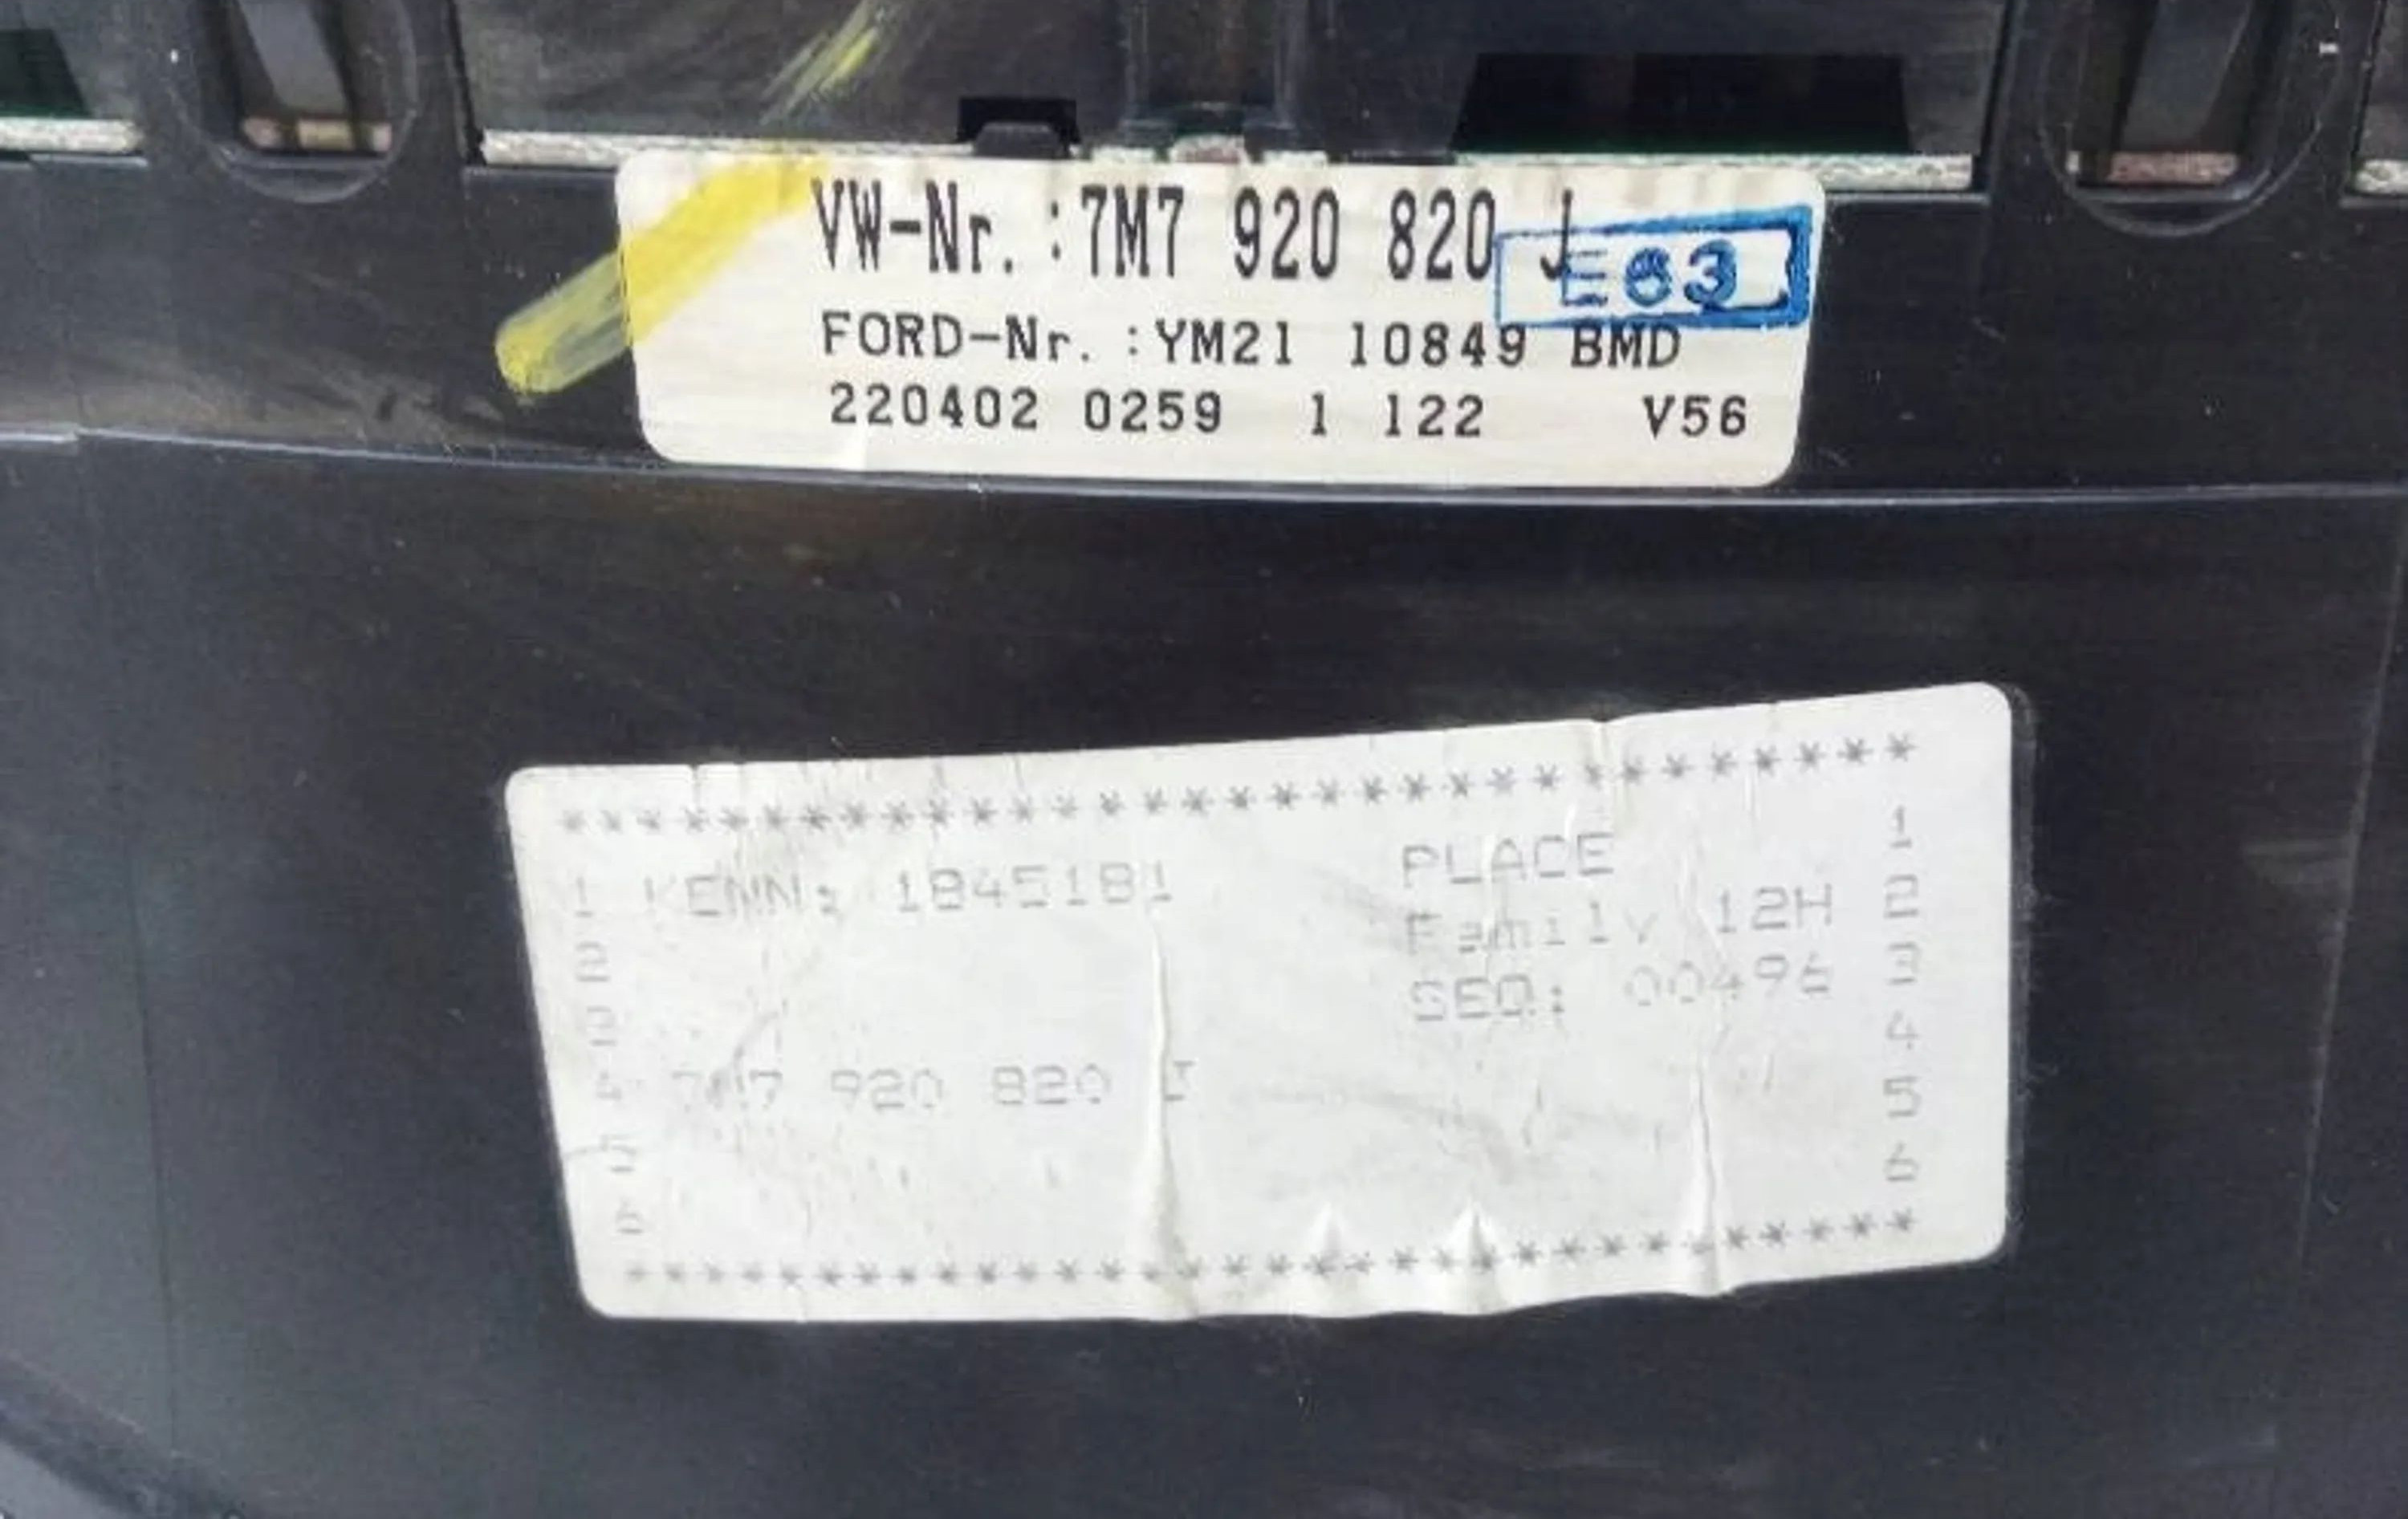 VW-Nr. :7M7 920 820 J
E63
FORD-Nr. :YM21 10849 BMD
220402 0259 1 122 V56
* * * * * * * * * * * * * * * * * * * * * * * * * * * * * * * *
PLACE 1
1 KENN: 1845181 Family 12H 2
2 SEQ: 00496 3
3 4
4 7M7 920 820 J 5
5 6
6
* * * * * * * * * * * * * * * * * * * * * * * * * * * * * * * *